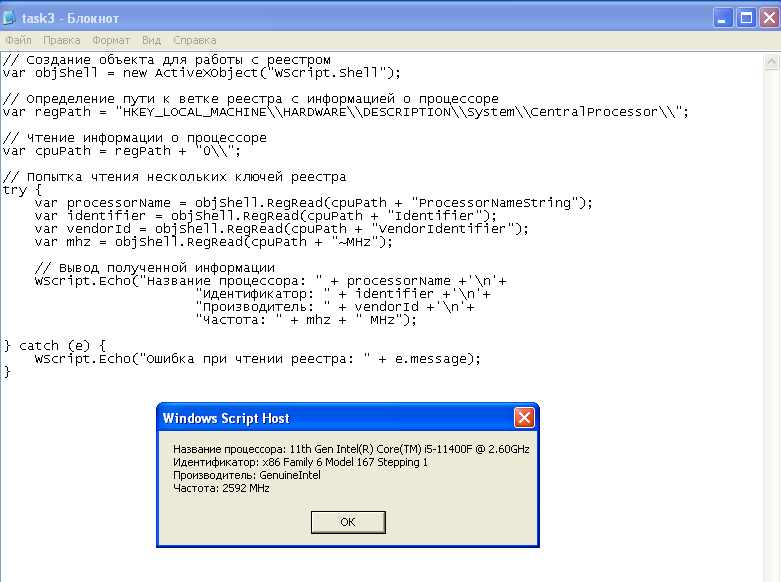 task3 - Блокнот
Файл Правка Формат Вид Справка
// Создание объекта для работы с реестром
var objShell = new ActiveXObject("WScript.Shell");
// Определение пути к ветке реестра с информацией о процессоре
var regPath = "HKEY_LOCAL_MACHINE\\HARDWARE\\DESCRIPTION\\System\\CentralProcessor\\";
// Чтение информации о процессоре
var cpuPath = regPath + "0\\";
// Попытка чтения нескольких ключей реестра
try {
    var processorName = objShell.RegRead(cpuPath + "ProcessorNameString");
    var identifier = objShell.RegRead(cpuPath + "Identifier");
    var vendorId = objShell.RegRead(cpuPath + "VendorIdentifier");
    var mhz = objShell.RegRead(cpuPath + "~MHz");
    // Вывод полученной информации
    WScript.Echo("Название процессора: " + processorName +'\n'+
                        "Идентификатор: " + identifier +'\n'+
                        "Производитель: " + vendorId +'\n'+
                        "Частота: " + mhz + " MHz");
} catch (e) {
    WScript.Echo("Ошибка при чтении реестра: " + e.message);
}
Windows Script Host
Название процессора: 11th Gen Intel(R) Core(TM) i5-11400F @ 2.60GHz
Идентификатор: x86 Family 6 Model 167 Stepping 1
Производитель: GenuineIntel
Частота: 2592 MHz
OK